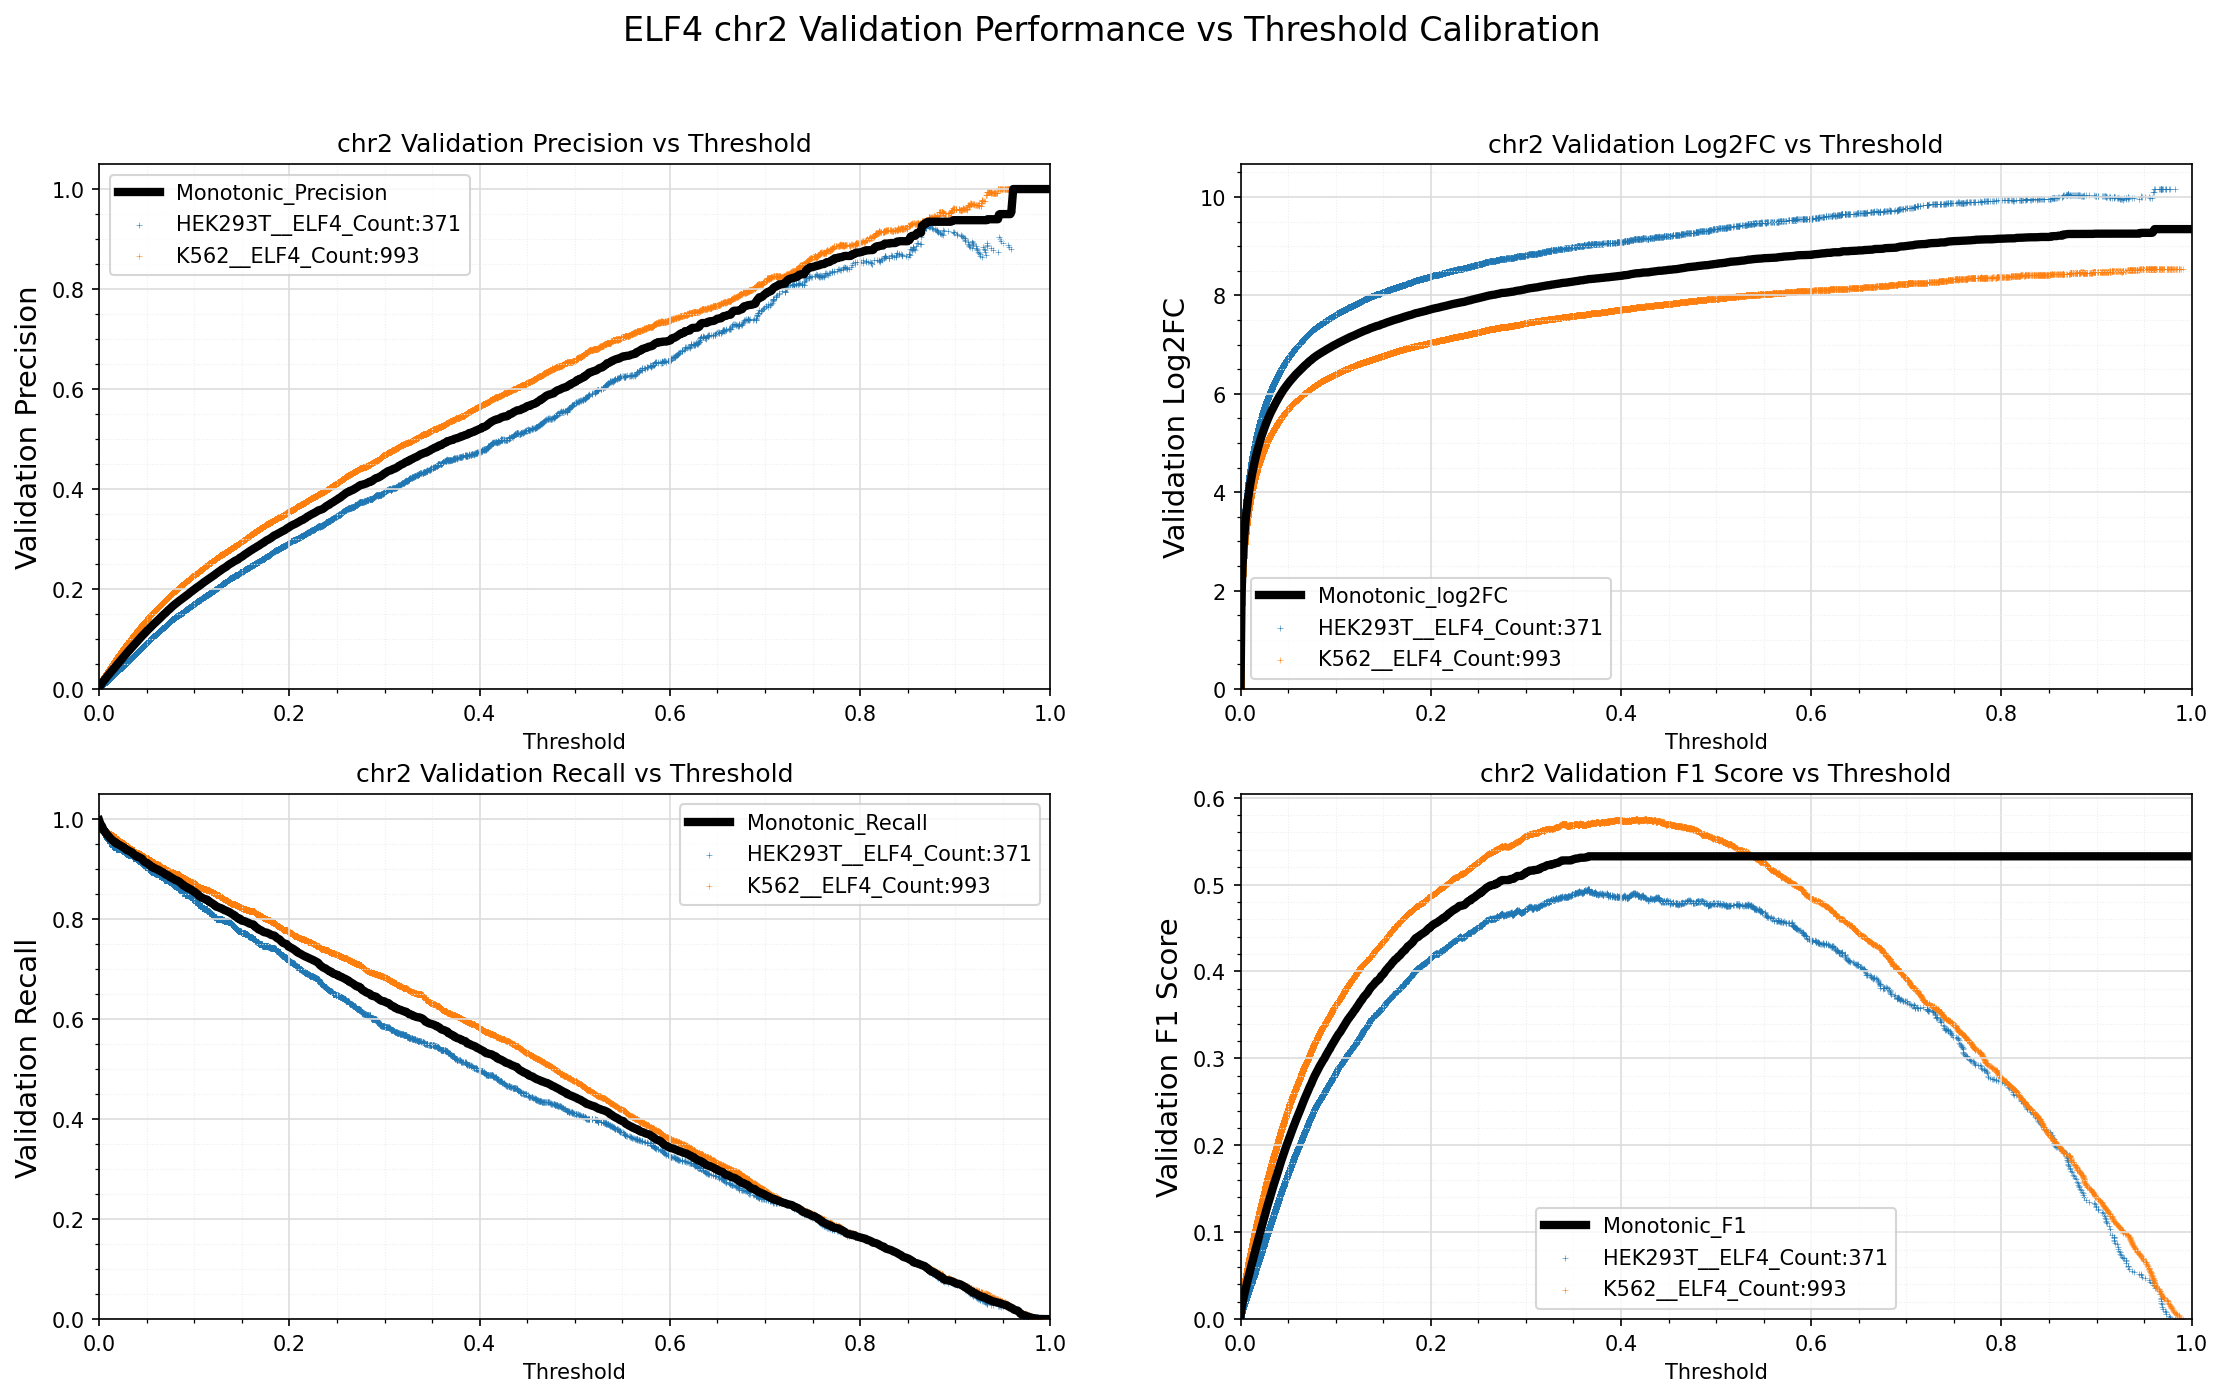 ELF4 chr2 Validation Performance vs Threshold Calibration
chr2 Validation Precision vs Threshold
Validation Precision
1.0
0.8
0.6
0.4
0.2
0.0
Monotonic_Precision
HEK293T__ELF4_Count:371
K562__ELF4_Count:993
0.0 0.2 0.4 0.6 0.8 1.0
Threshold
chr2 Validation Log2FC vs Threshold
Validation Log2FC
10
8
6
4
2
0
Monotonic_log2FC
HEK293T__ELF4_Count:371
K562__ELF4_Count:993
0.0 0.2 0.4 0.6 0.8 1.0
Threshold
chr2 Validation Recall vs Threshold
Validation Recall
1.0
0.8
0.6
0.4
0.2
0.0
Monotonic_Recall
HEK293T__ELF4_Count:371
K562__ELF4_Count:993
0.0 0.2 0.4 0.6 0.8 1.0
Threshold
chr2 Validation F1 Score vs Threshold
Validation F1 Score
0.6
0.5
0.4
0.3
0.2
0.1
0.0
Monotonic_F1
HEK293T__ELF4_Count:371
K562__ELF4_Count:993
0.0 0.2 0.4 0.6 0.8 1.0
Threshold